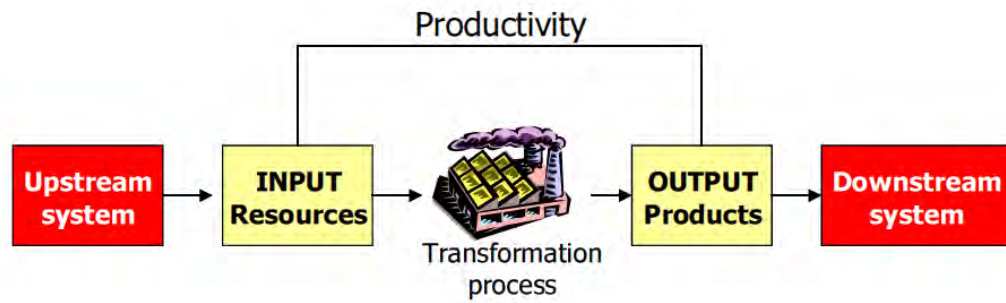 Productivity
Upstream
system
INPUT
Resources
Transformation
process
OUTPUT
Products
Downstream
system